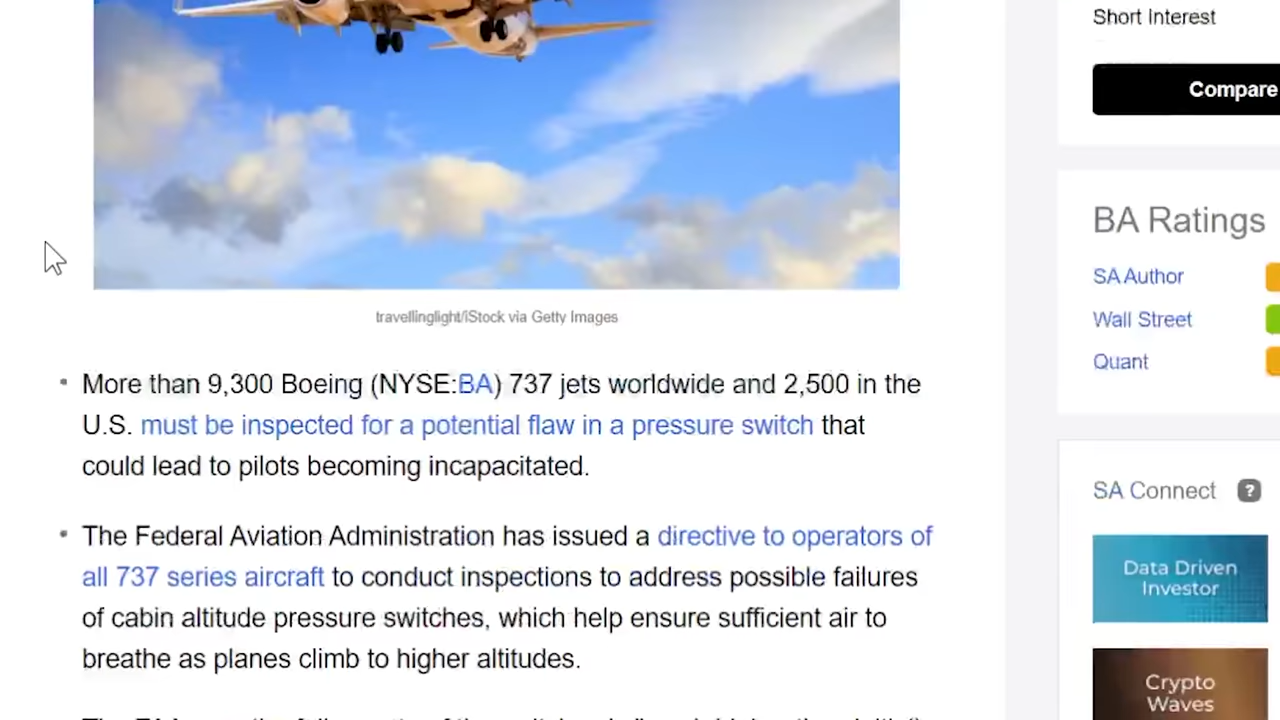 Short Interest
Compare
BA Ratings
SA Author
Wall Street
Quant
SA Connect ?
Data Driven
Investor
Crypto
Waves
travellinglight/iStock via Getty Images
• More than 9,300 Boeing (NYSE:BA) 737 jets worldwide and 2,500 in the
U.S. must be inspected for a potential flaw in a pressure switch that
could lead to pilots becoming incapacitated.
• The Federal Aviation Administration has issued a directive to operators of
all 737 series aircraft to conduct inspections to address possible failures
of cabin altitude pressure switches, which help ensure sufficient air to
breathe as planes climb to higher altitudes.